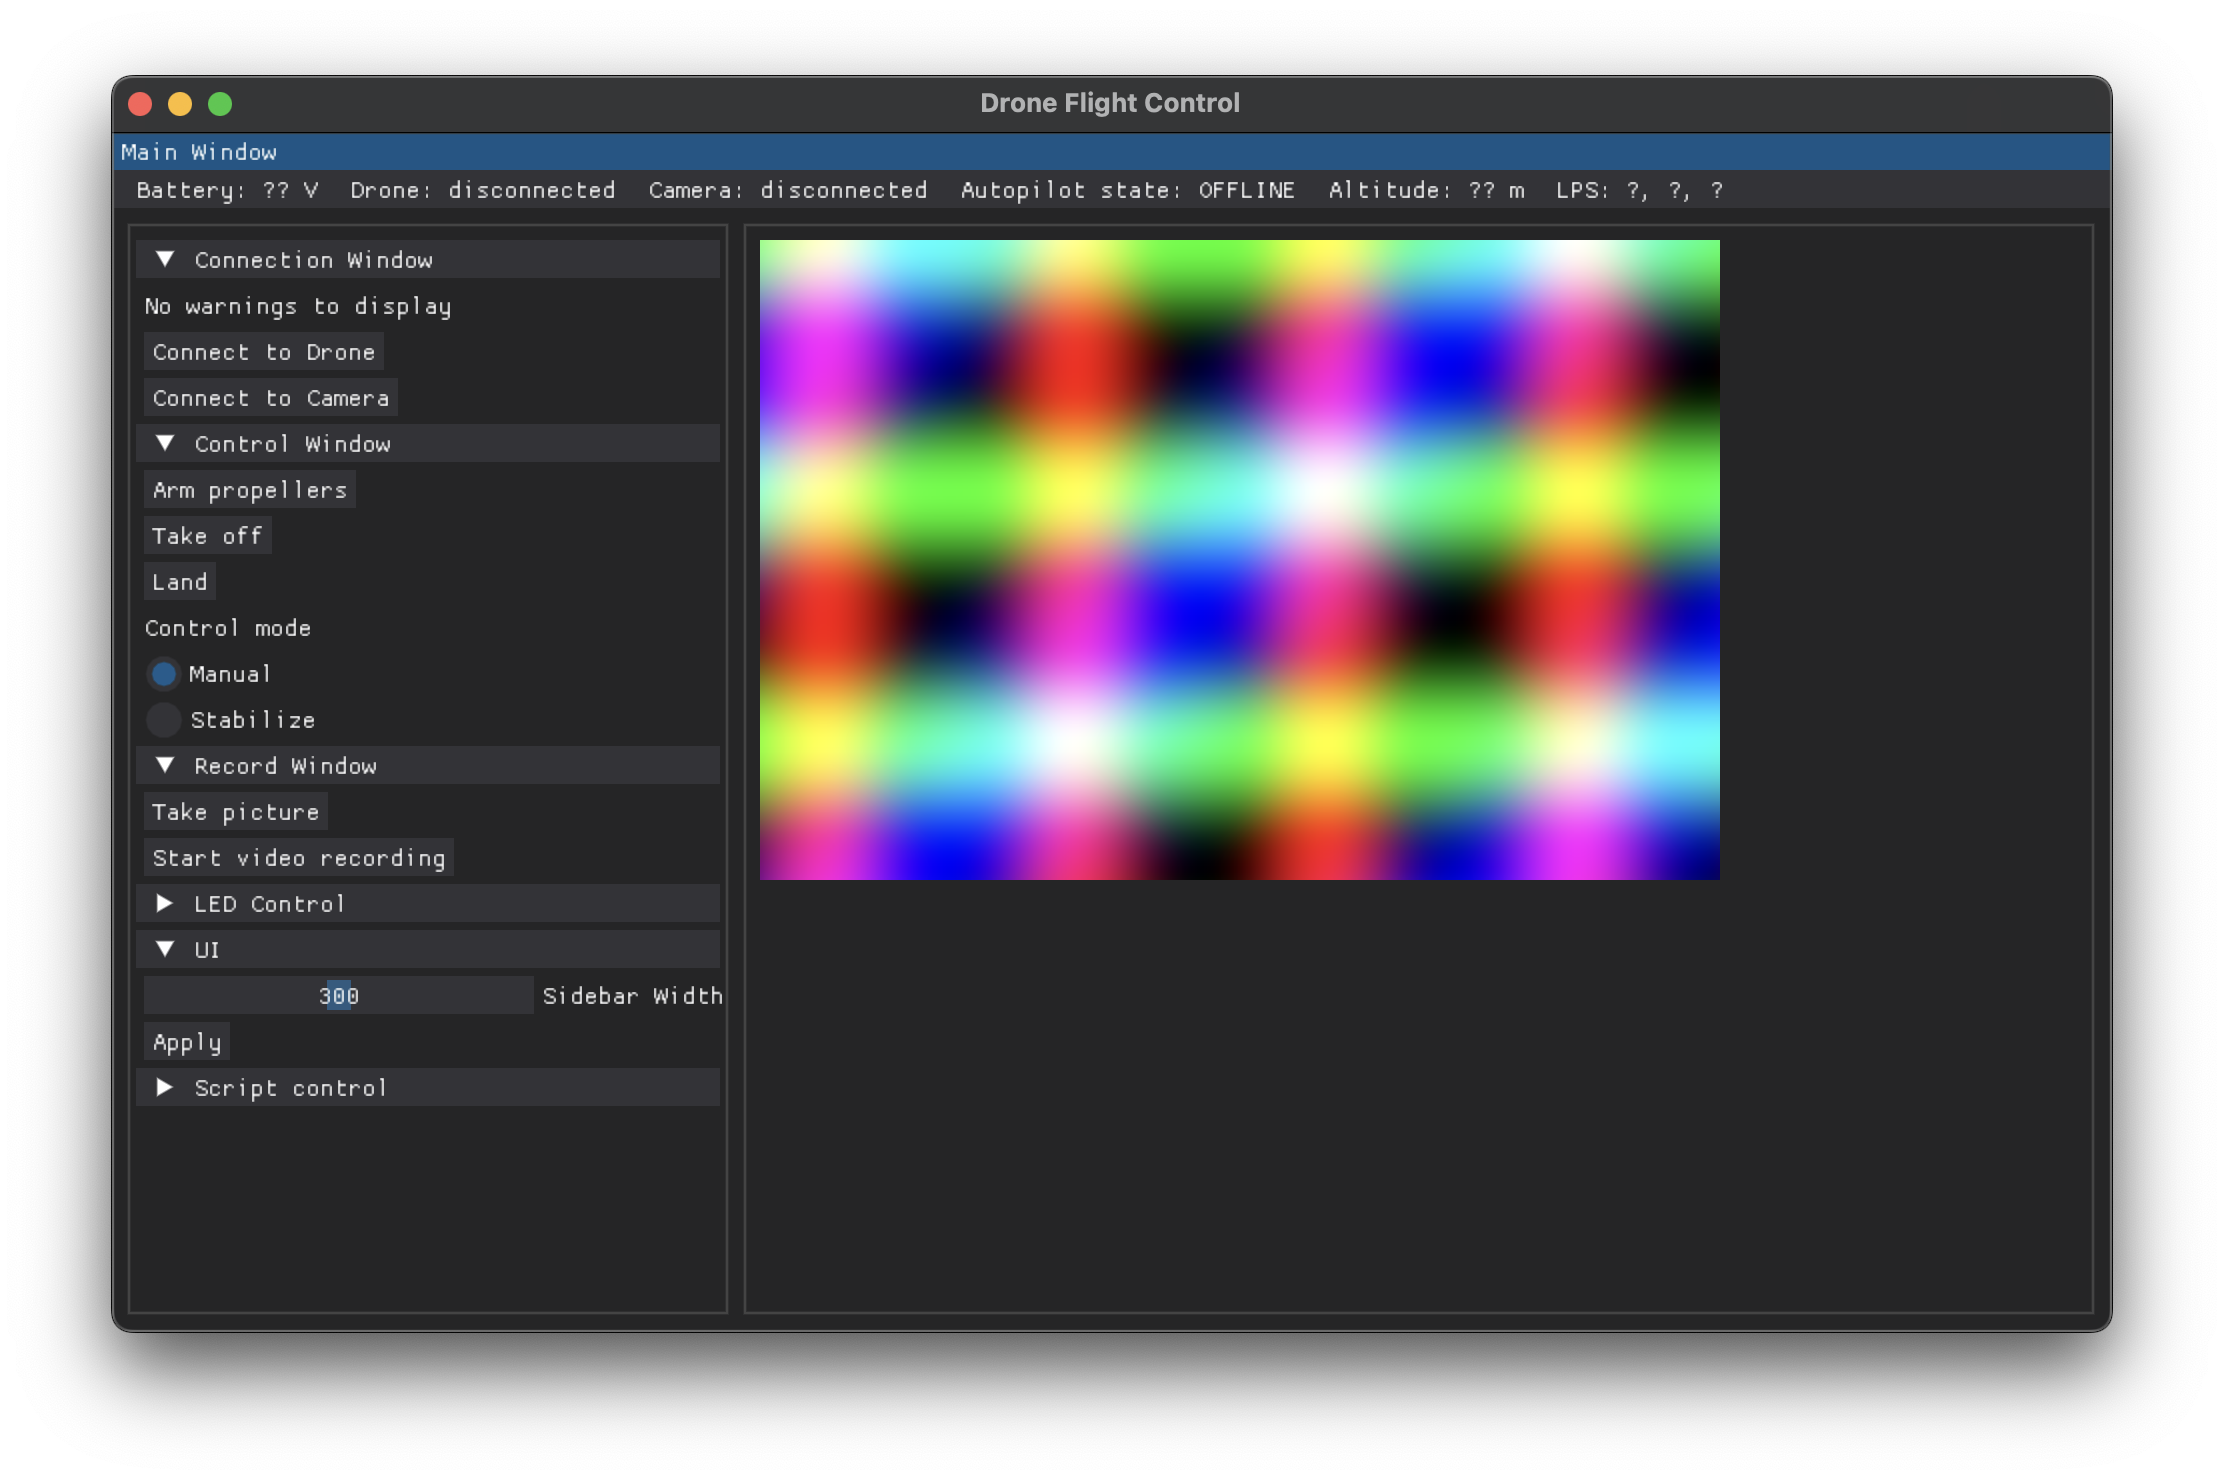 Drone Flight Control
Main Window
Battery: ?? V Drone: disconnected Camera: disconnected Autopilot state: OFFLINE Altitude: ?? m LPS: ?, ?, ?
Connection Window
No warnings to display
Connect to Drone
Connect to Camera
Control Window
Arm propellers
Take off
Land
Control mode
Manual
Stabilize
Record Window
Take picture
Start video recording
LED Control
UI
300 Sidebar Width
Apply
Script control